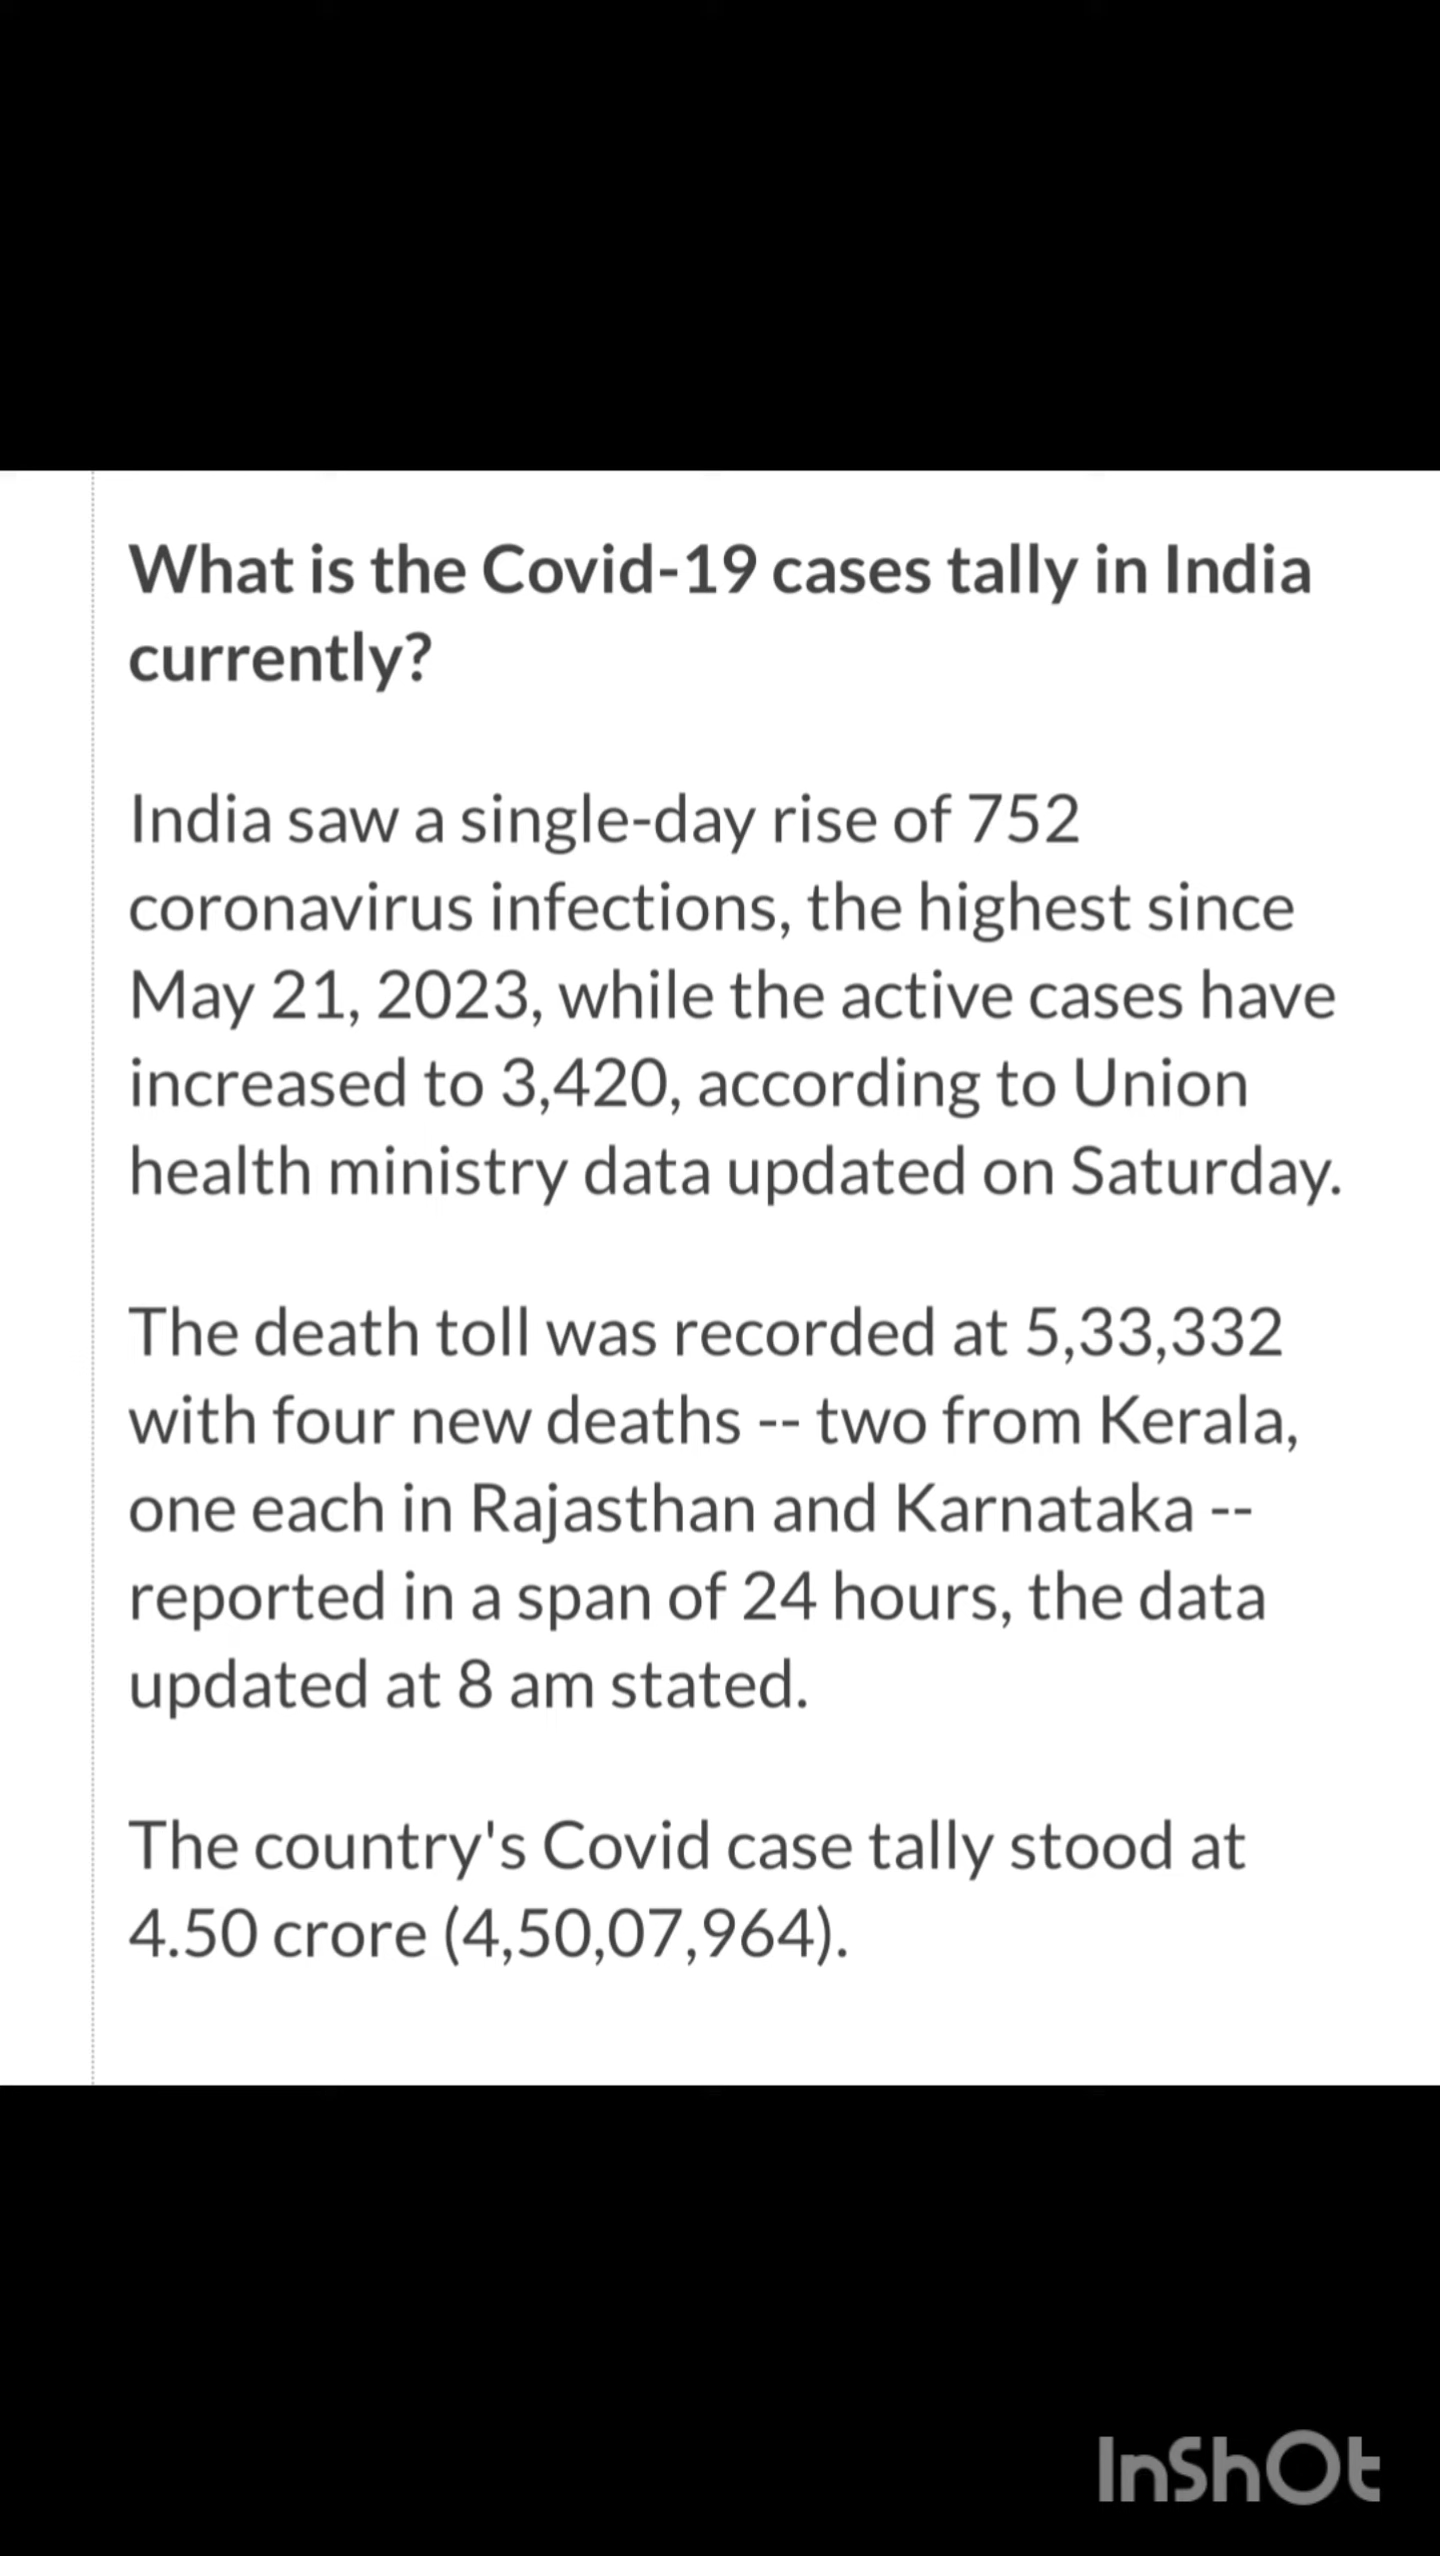 What is the Covid-19 cases tally in India
currently?
India saw a single-day rise of 752
coronavirus infections, the highest since
May 21, 2023, while the active cases have
increased to 3,420, according to Union
health ministry data updated on Saturday.
The death toll was recorded at 5,33,332
with four new deaths -- two from Kerala,
one each in Rajasthan and Karnataka --
reported in a span of 24 hours, the data
updated at 8 am stated.
The country's Covid case tally stood at
4.50 crore (4,50,07,964).
InShOt